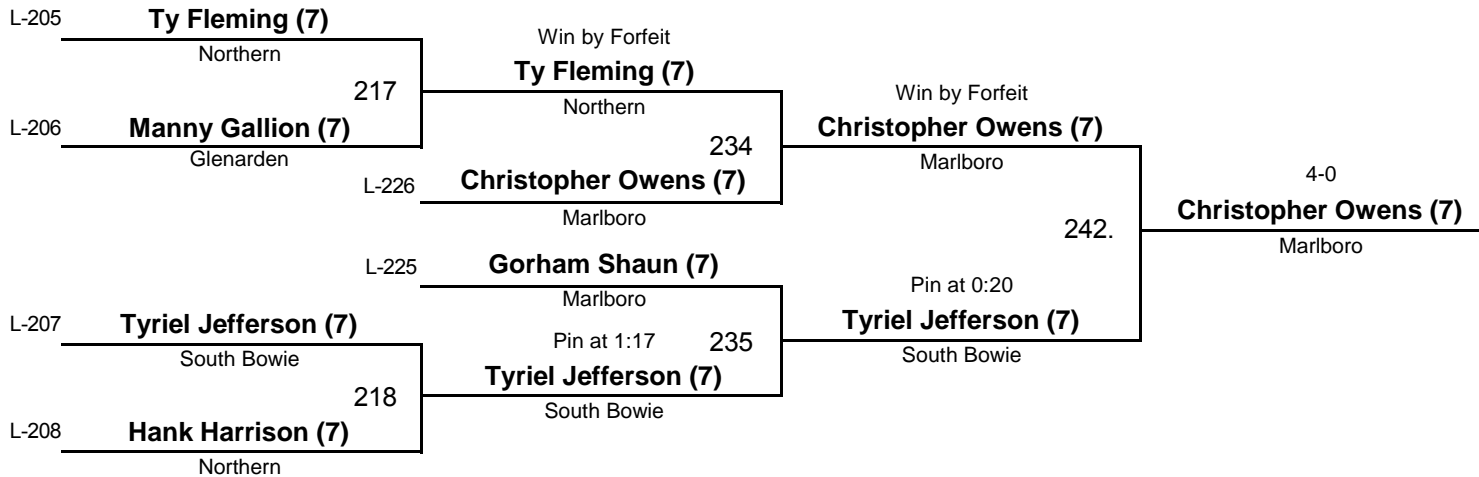 L-205 Ty Fleming (7)
Northern
217
L-206 Manny Gallion (7)
Glenarden
Win by Forfeit
Ty Fleming (7)
Northern
234
L-226 Christopher Owens (7)
Marlboro
Win by Forfeit
Christopher Owens (7)
Marlboro
242.
4-0
Christopher Owens (7)
Marlboro
L-225 Gorham Shaun (7)
Marlboro
L-207 Tyriel Jefferson (7)
South Bowie
218
L-208 Hank Harrison (7)
Northern
Pin at 1:17 235
Tyriel Jefferson (7)
South Bowie
Pin at 0:20
Tyriel Jefferson (7)
South Bowie